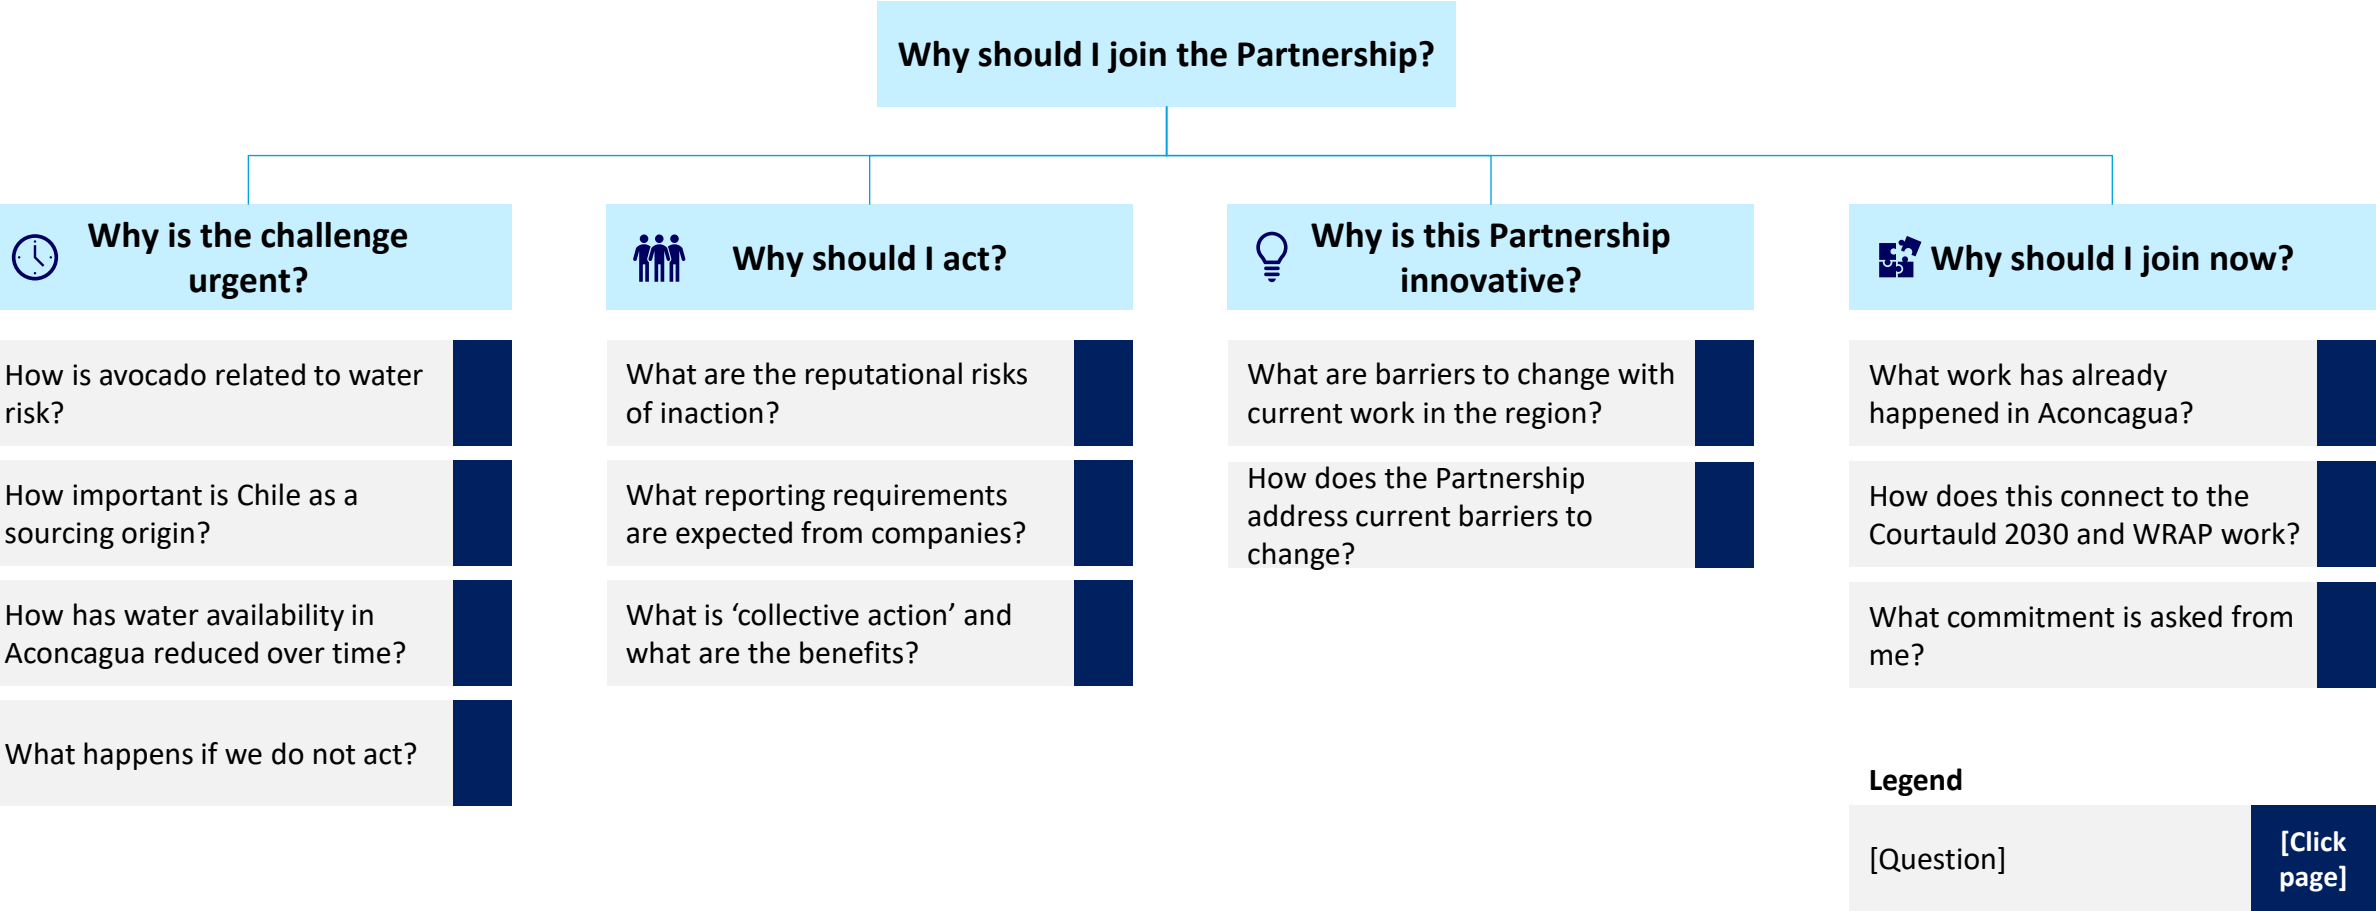 Why should I join the Partnership?
Why is the challenge
urgent?
How is avocado related to water
risk?
How important is Chile as a
sourcing origin?
How has water availability in
Aconcagua reduced over time?
What happens if we do not act?
Why should I act?
What are the reputational risks
of inaction?
What reporting requirements
are expected from companies?
What is ‘collective action’ and
what are the benefits?
Why is this Partnership
innovative?
What are barriers to change with
current work in the region?
How does the Partnership
address current barriers to
change?
Why should I join now?
What work has already
happened in Aconcagua?
How does this connect to the
Courtauld 2030 and WRAP work?
What commitment is asked from
me?
Legend
[Question]
[Click
page]